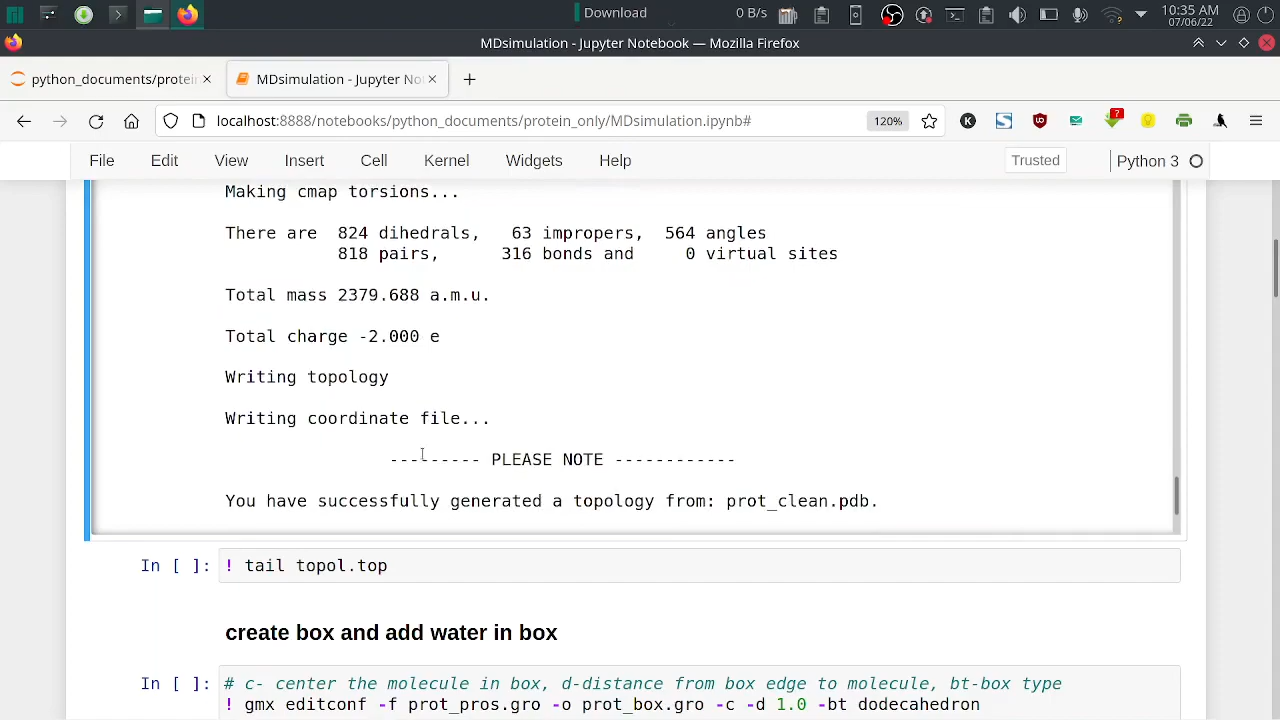 Download
0 B/s
10:35 AM
07/06/22
MDsimulation - Jupyter Notebook — Mozilla Firefox
python_documents/protein
MDsimulation - Jupyter No
localhost:8888/notebooks/python_documents/protein_only/MDsimulation.ipynb#
120%
File Edit View Insert Cell Kernel Widgets Help
Trusted
Python 3
Making cmap torsions...
There are 824 dihedrals, 63 impropers, 564 angles
818 pairs, 316 bonds and 0 virtual sites
Total mass 2379.688 a.m.u.
Total charge -2.000 e
Writing topology
Writing coordinate file...
--------- PLEASE NOTE ------------
You have successfully generated a topology from: prot_clean.pdb.
In [ ]: ! tail topol.top
create box and add water in box
In [ ]: # c- center the molecule in box, d-distance from box edge to molecule, bt-box type
! gmx editconf -f prot_pros.gro -o prot_box.gro -c -d 1.0 -bt dodecahedron